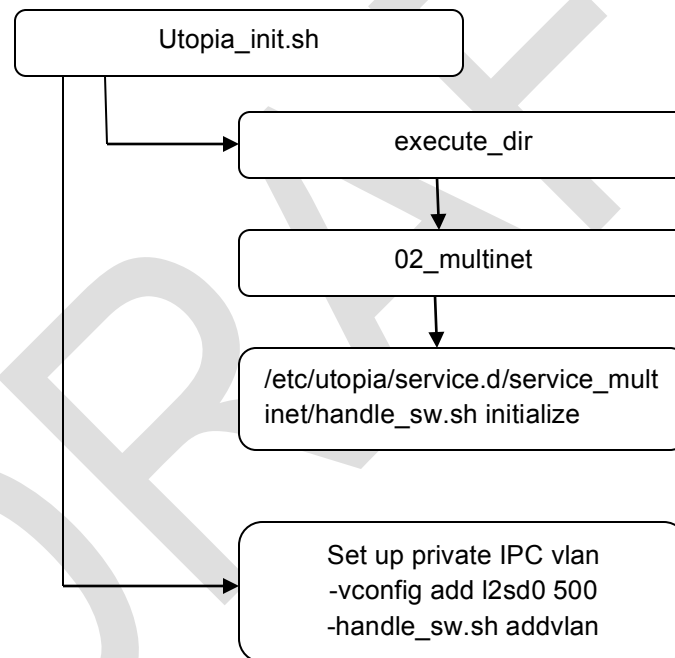 Utopia_init.sh
execute_dir
02_multinet
/etc/utopia/service.d/service_mult
inet/handle_sw.sh initialize
Set up private IPC vlan
-vconfig add l2sd0 500
-handle_sw.sh addvlan